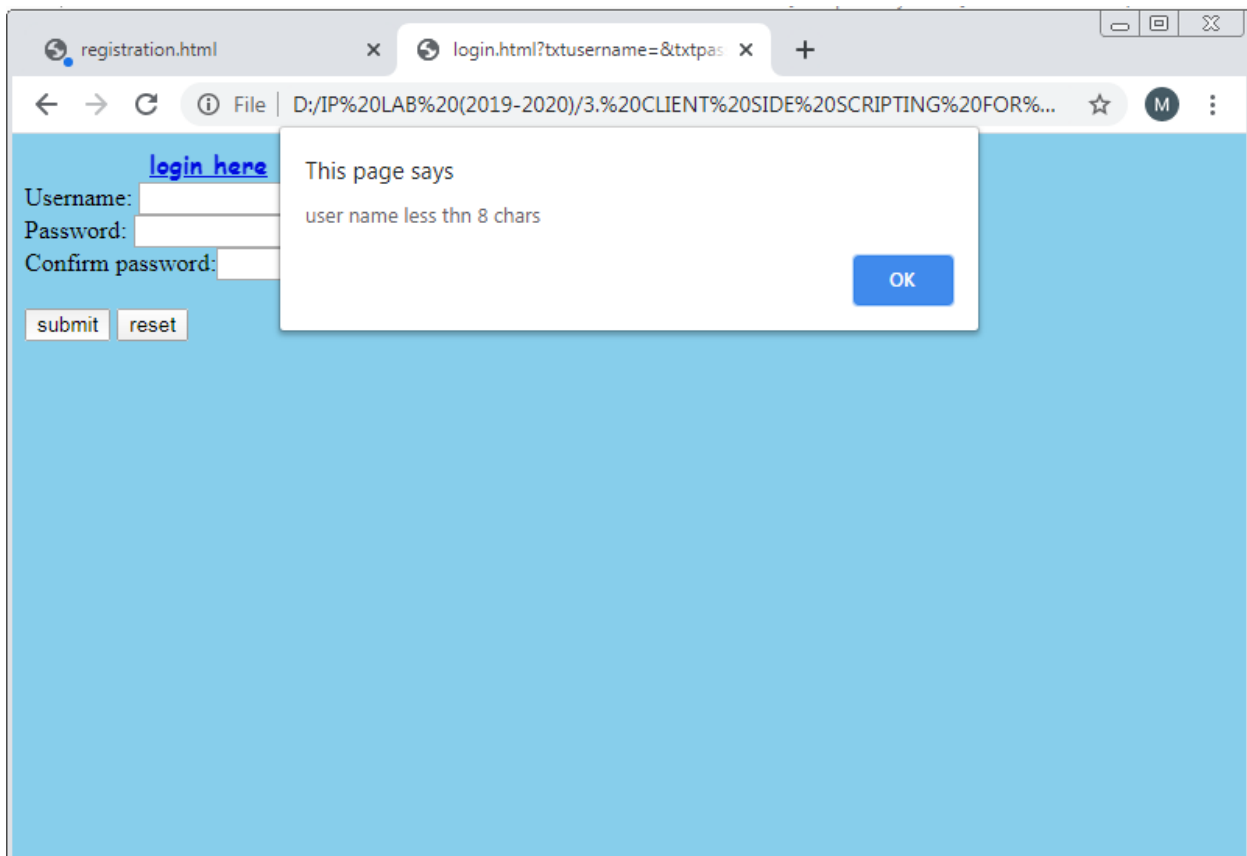 registration.html
login.html?txtusername=&txtpas
File
D:/IP%20LAB%20(2019-2020)/3.%20CLIENT%20SIDE%20SCRIPTING%20FOR%...
M
login here
This page says
Username:
user name less thn 8 chars
Password:
Confirm password:
OK
submit
reset